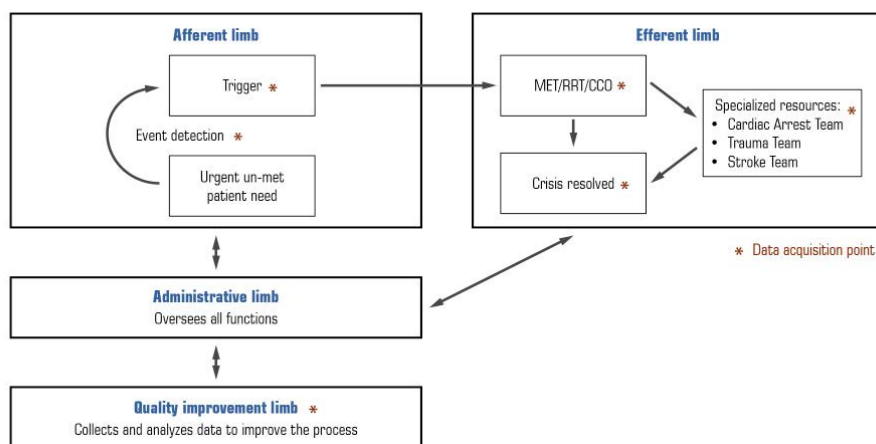 Afferent limb
Trigger *
Event detection *
Urgent un-met
patient need
Efferent limb
MET/RRT/CCO *
Specialized resources: *
• Cardiac Arrest Team
• Trauma Team
• Stroke Team
Crisis resolved *
* Data acquisition point
Administrative limb
Oversees all functions
Quality improvement limb *
Collects and analyzes data to improve the process